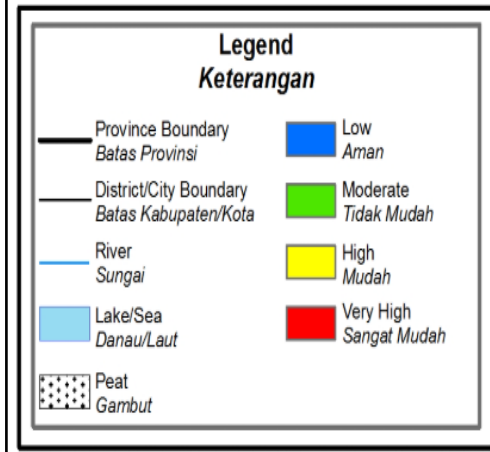 Legend
Keterangan
Province Boundary
Batas Provinsi
District/City Boundary
Batas Kabupaten/Kota
River
Sungai
Lake/Sea
Danau/Laut
Peat
Gambut
Low
Aman
Moderate
Tidak Mudah
High
Mudah
Very High
Sangat Mudah